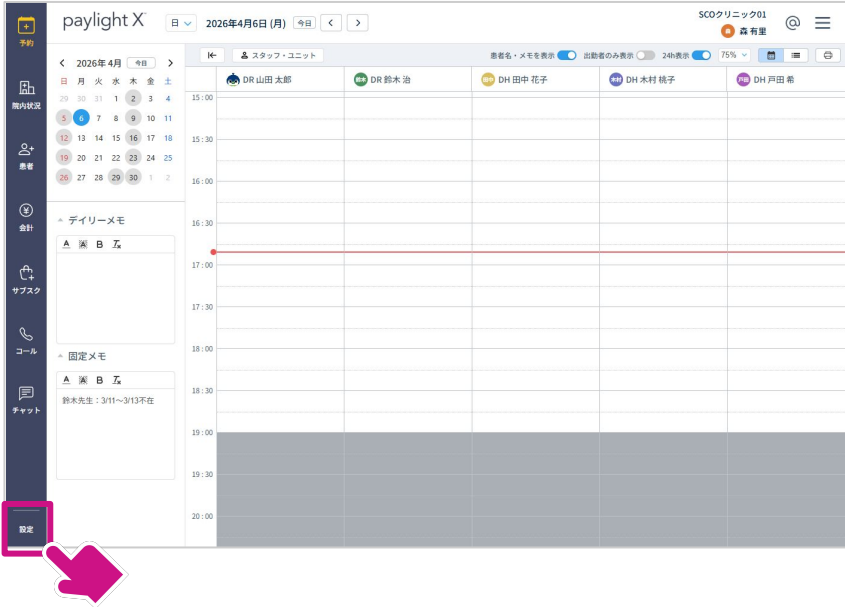 予約
paylight X
日
2026年4月6日 (月)
今日
SCOクリニック01
森 森 有里
院内状況
患者
会計
サブスク
コール
チャット
設定
2026年 4月
今日
日 月 火 水 木 金 土
29 30 31 1 2 3 4
5 6 7 8 9 10 11
12 13 14 15 16 17 18
19 20 21 22 23 24 25
26 27 28 29 30 1 2
デイリーメモ
A A B Tx
固定メモ
A A B Tx
鈴木先生：3/11～3/13不在
スタッフ・ユニット
患者名・メモを表示
出勤者のみ表示
24h表示
75%
DR 山田 太郎
鈴木 DR 鈴木 治
田中 DH 田中 花子
木村 DH 木村 桃子
戸田 DH 戸田 希
15:00
15:30
16:00
16:30
17:00
17:30
18:00
18:30
19:00
19:30
20:00